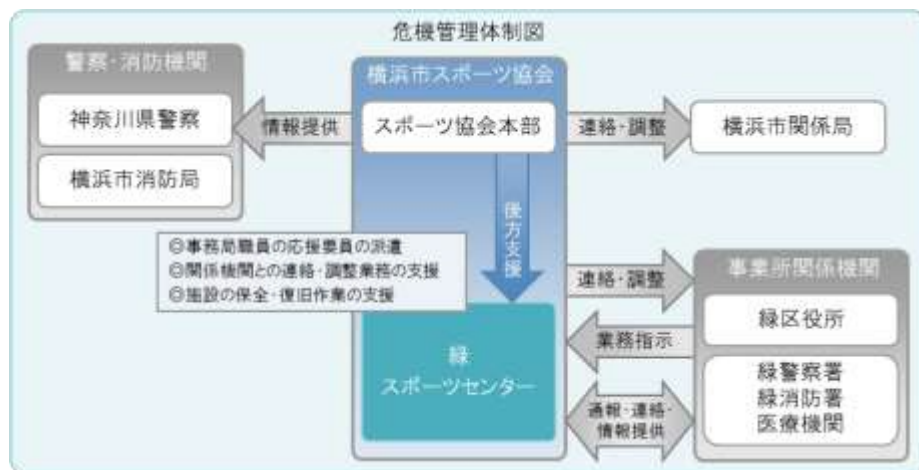 危機管理体制図
警察・消防機関
神奈川県警察
横浜市消防局
情報提供
横浜市スポーツ協会
スポーツ協会本部
連絡・調整
横浜市関係局
後方支援
◎事務局職員の応援要員の派遣
◎関係機関との連絡・調整業務の支援
◎施設の保全・復旧作業の支援
緑
スポーツセンター
連絡・調整
業務指示
通報・連絡・
情報提供
事業所関係機関
緑区役所
緑警察署
緑消防署
医療機関